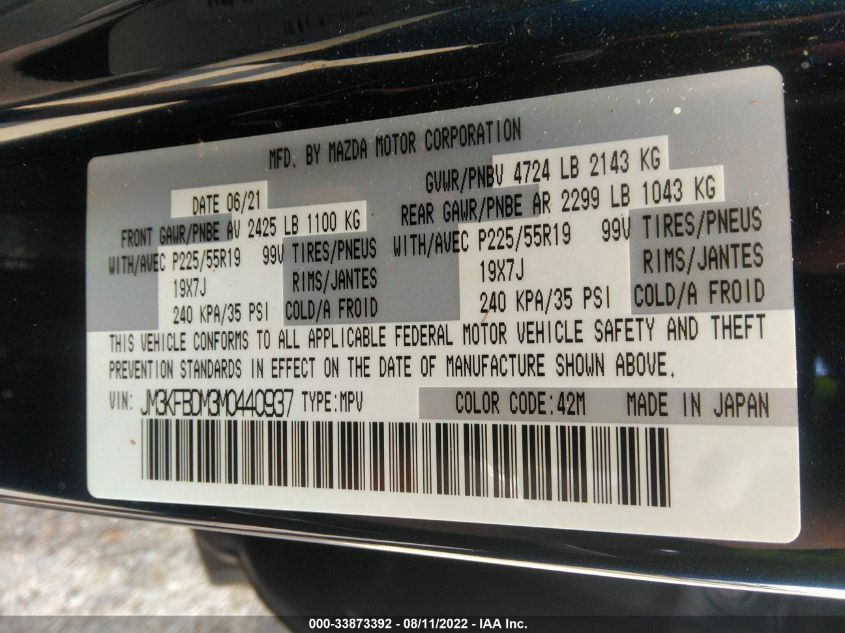 MFD. BY MAZDA MOTOR CORPORATION
DATE 06/21
GVWR/PNBV 4724 LB 2143 KG
FRONT GAWR/PNBE AV 2425 LB 1100 KG
REAR GAWR/PNBE AR 2299 LB 1043 KG
WITH/AVEC P225/55R19 99V TIRES/PNEUS
WITH/AVEC P225/55R19 99V TIRES/PNEUS
19X7J RIMS/JANTES
19X7J RIMS/JANTES
240 KPA/35 PSI COLD/A FROID
240 KPA/35 PSI COLD/A FROID
THIS VEHICLE CONFORMS TO ALL APPLICABLE FEDERAL MOTOR VEHICLE SAFETY AND THEFT
PREVENTION STANDARDS IN EFFECT ON THE DATE OF MANUFACTURE SHOWN ABOVE.
VIN: JM3KFBDM3M0440937 TYPE:MPV COLOR CODE:42M MADE IN JAPAN
000-33873392 - 08/11/2022 - IAA Inc.